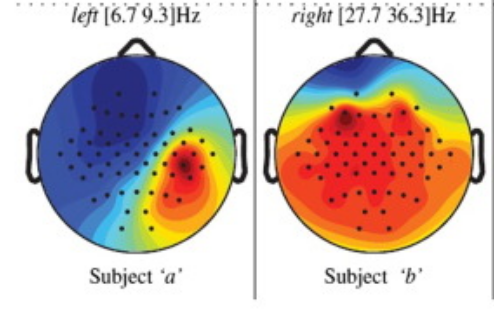 left [6.7 9.3]Hz
right [27.7 36.3]Hz
Subject ‘a’
Subject ‘b’